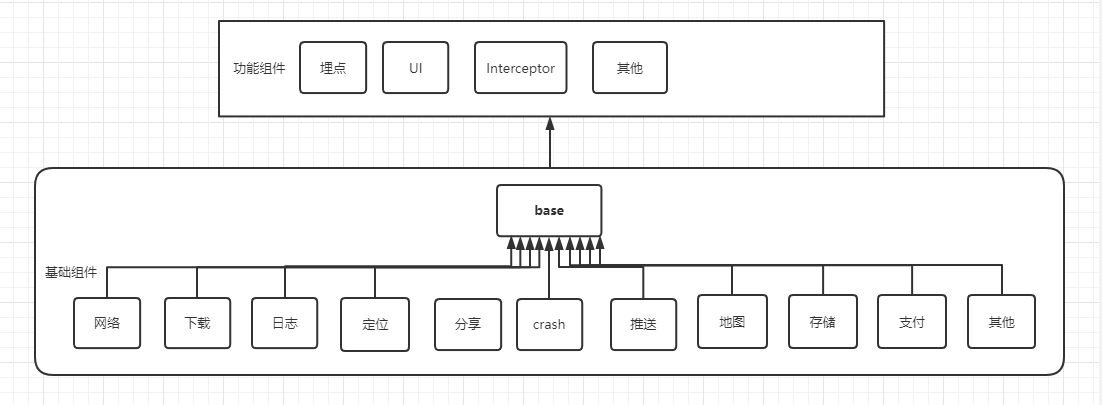 功能组件
埋点
UI
Interceptor
其他
base
基础组件
网络
下载
日志
定位
分享
crash
推送
地图
存储
支付
其他